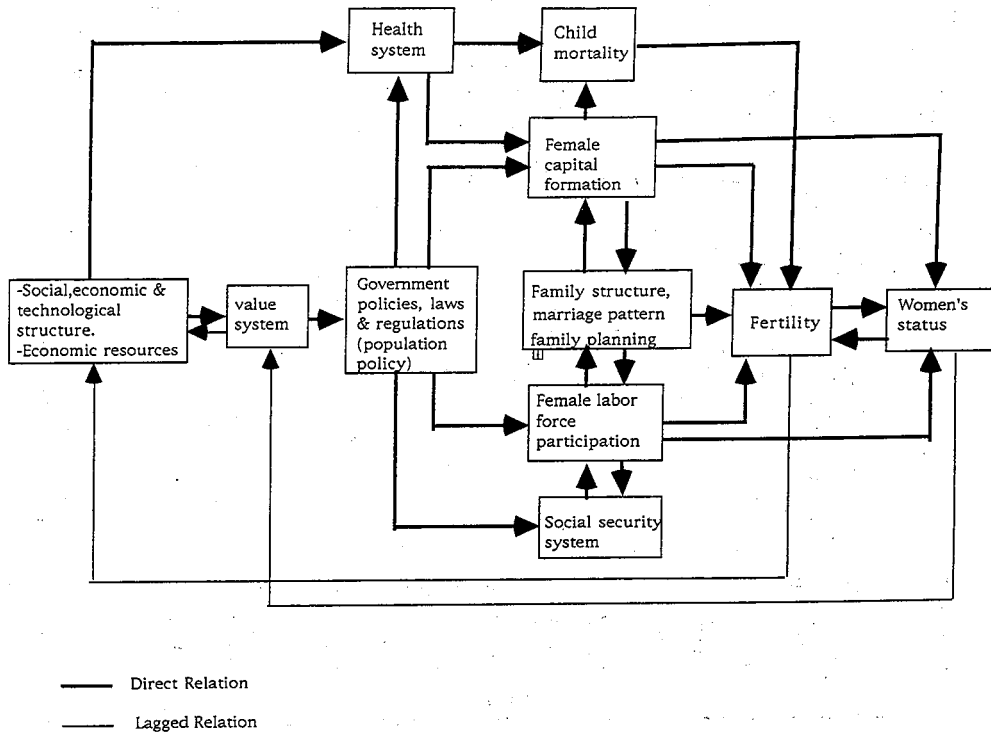 Health
system
Child
mortality
Female
capital
formation
-Social,economic &
technological
structure.
-Economic resources
value
system
Government
policies, laws
& regulations
(population
policy)
Family structure,
marriage pattern
family planning
Fertility
Women's
status
Female labor
force
participation
Social security
system
Direct Relation
Lagged Relation